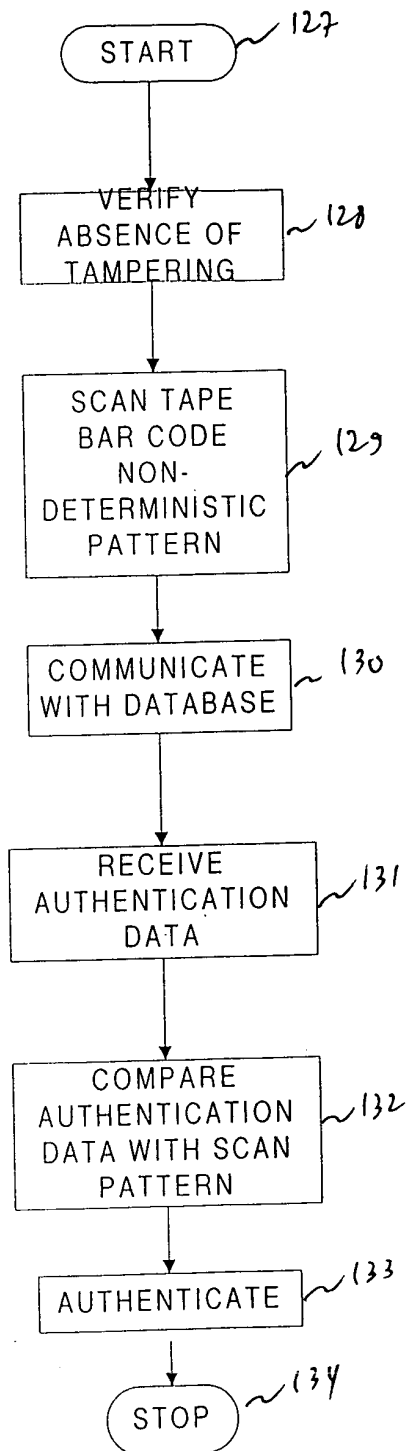 START 127
VERIFY
ABSENCE OF
TAMPERING 128
SCAN TAPE
BAR CODE
NON-
DETERMINISTIC
PATTERN 129
COMMUNICATE
WITH DATABASE 130
RECEIVE
AUTHENTICATION
DATA 131
COMPARE
AUTHENTICATION
DATA WITH SCAN
PATTERN 132
AUTHENTICATE 133
STOP 134